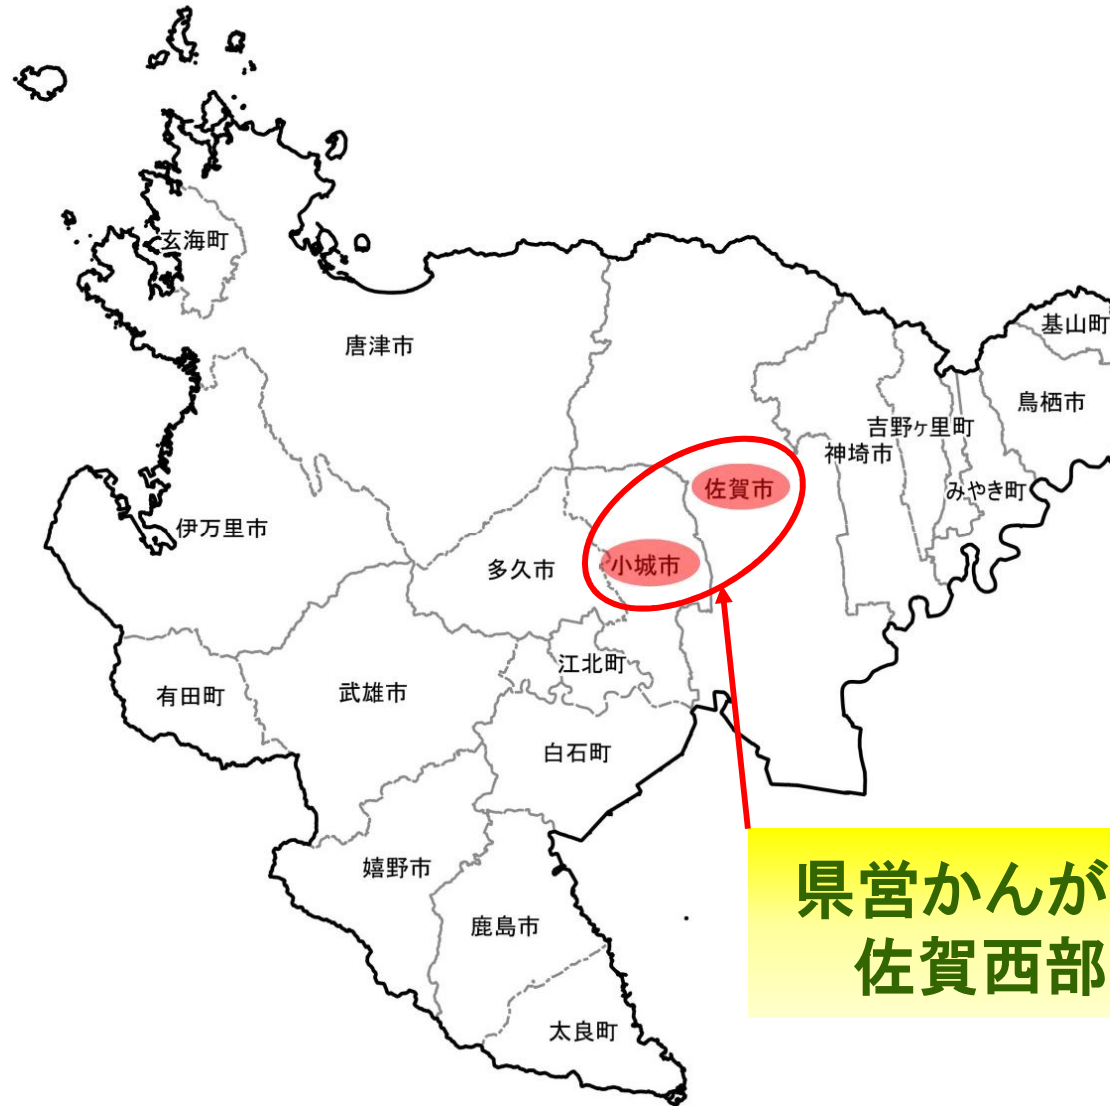 玄海町
唐津市
基山町
鳥栖市
吉野ヶ里町
神埼市
みやき町
佐賀市
伊万里市
多久市
小城市
江北町
有田町
武雄市
白石町
嬉野市
鹿島市
太良町
県営かんが
佐賀西部